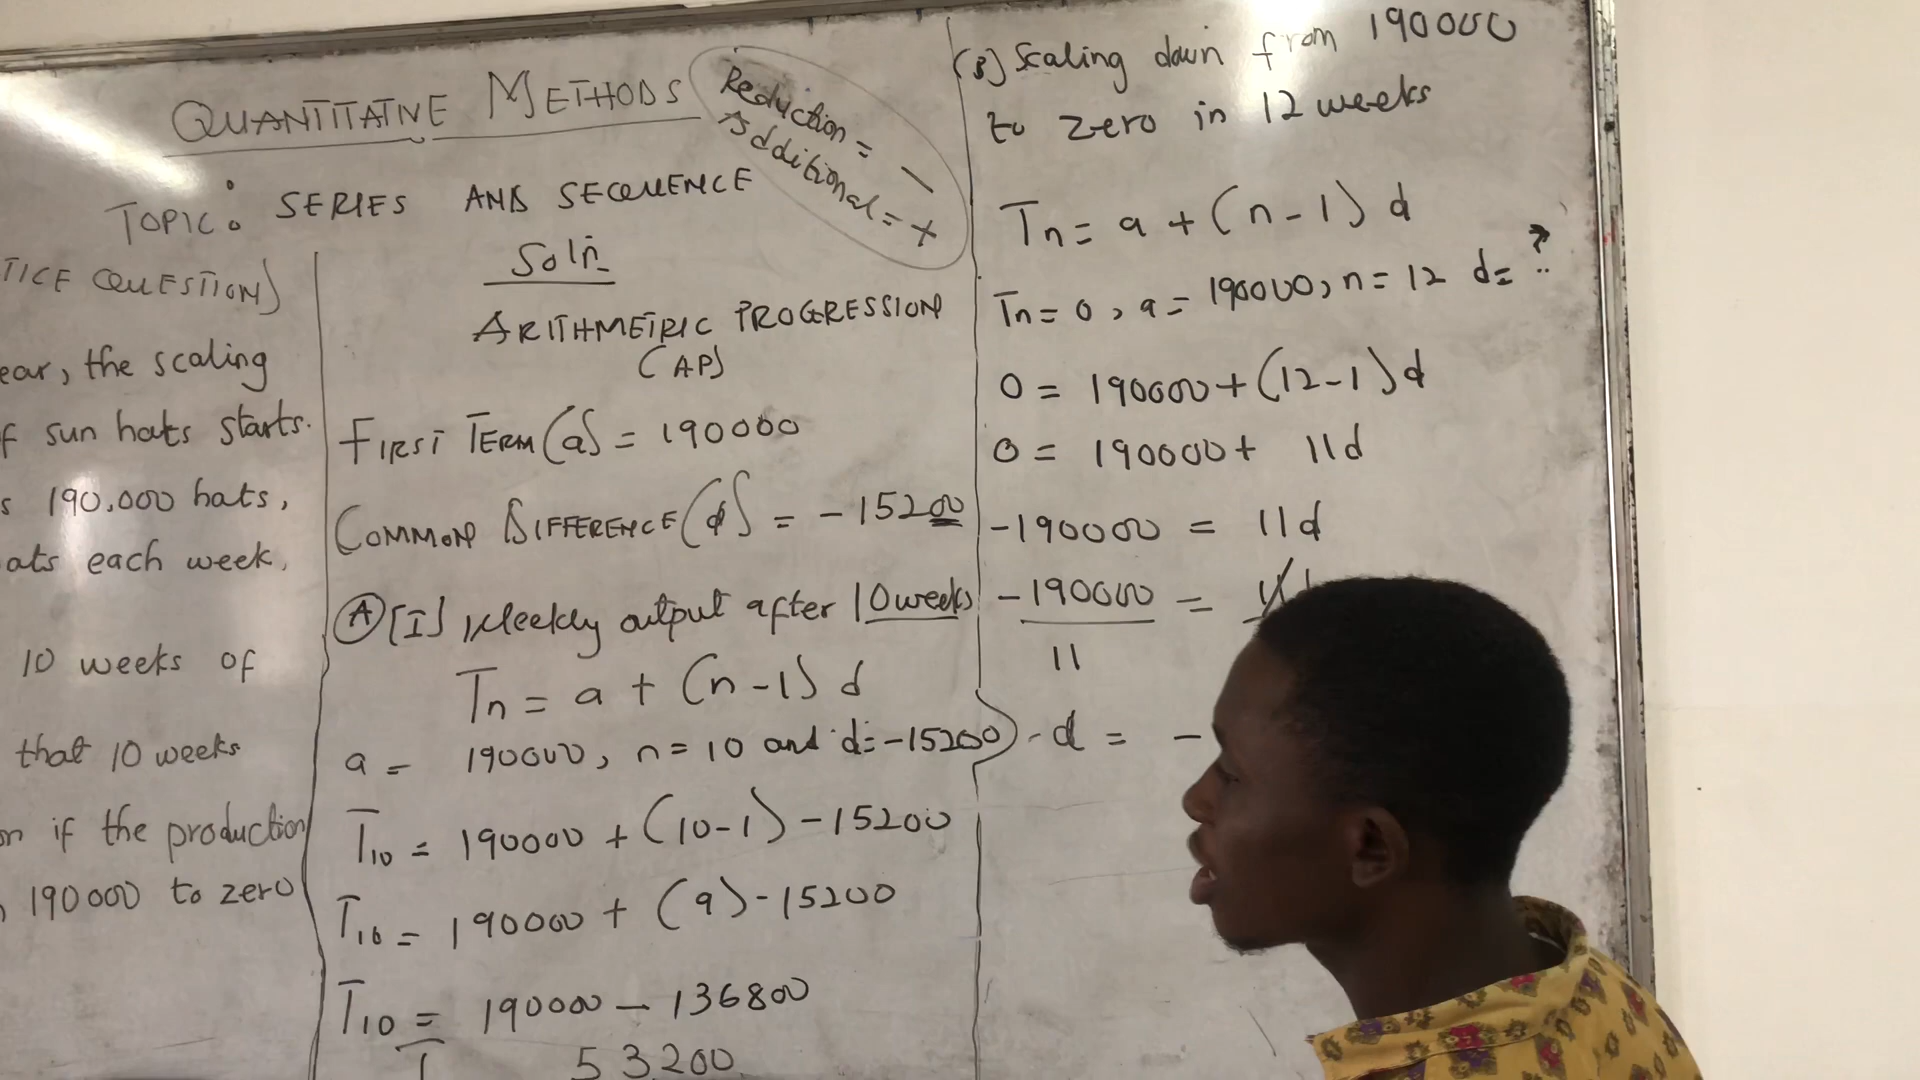 QUANTITATIVE METHODS
Reduction = -
Additional = +
TOPIC: SERIES AND SEQUENCE
TICE QUESTION)
ear, the scaling
f sun hats starts.
s 190,000 hats,
ats each week.
10 weeks of
that 10 weeks
on if the production
190000 to zero
Soln
ARITHMETRIC PROGRESSION
(AP)
FIRST TERM (a) = 190000
COMMON DIFFERENCE (d) = -15200
(A) [I] Weekly output after 10 weeks
Tn = a + (n-1) d
a = 190000, n = 10 and d = -15200
T10 = 190000 + (10-1) - 15200
T10 = 190000 + (9) - 15200
T10 = 190000 - 136800
53200
(B) Scaling down from 190000
to zero in 12 weeks
Tn = a + (n-1) d
Tn = 0, a = 190000, n = 12 d = ?
0 = 190000 + (12-1) d
0 = 190000 + 11d
-190000 = 11d
-190000 = 11
11
d = -